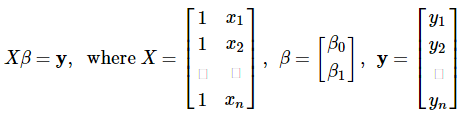 Xβ = y, where X = [1 x₁; 1 x₂; □ □; 1 xₙ], β = [β₀; β₁], y = [y₁; y₂; □; yₙ]